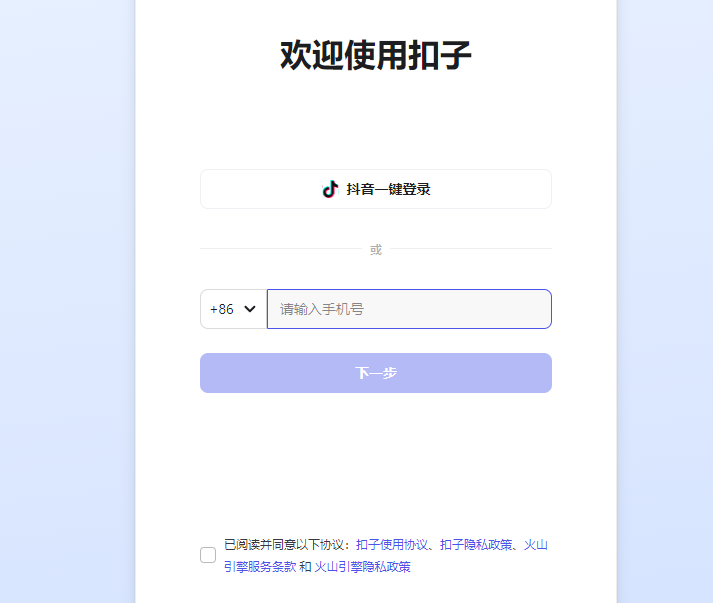 欢迎使用扣子
抖音一键登录
或
+86 请输入手机号
下一步
已阅读并同意以下协议：扣子使用协议、扣子隐私政策、火山
引擎服务条款 和 火山引擎隐私政策